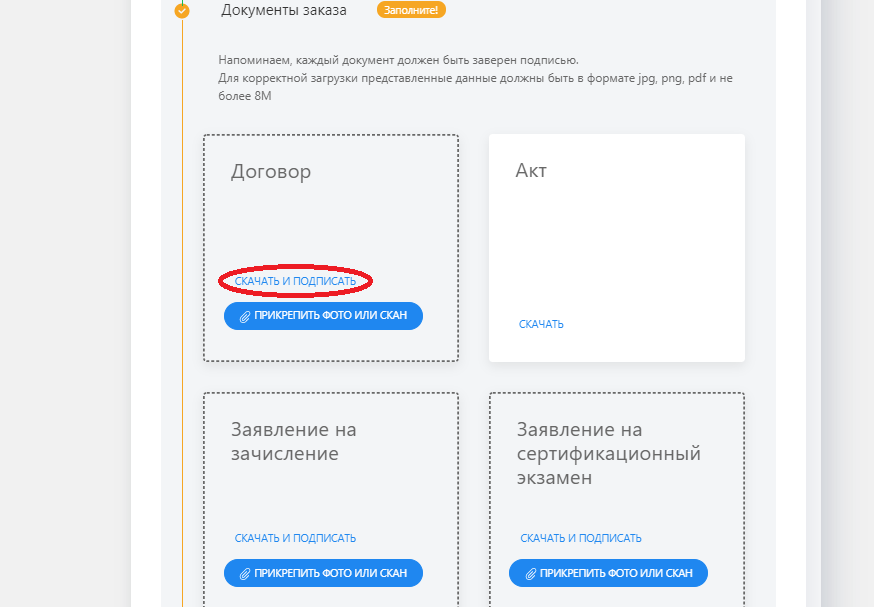 Документы заказа
Заполните!
Напоминаем, каждый документ должен быть заверен подписью.
Для корректной загрузки представленные данные должны быть в формате jpg, png, pdf и не
более 8М
Договор
СКАЧАТЬ И ПОДПИСАТЬ
ПРИКРЕПИТЬ ФОТО ИЛИ СКАН
Акт
СКАЧАТЬ
Заявление на
зачисление
СКАЧАТЬ И ПОДПИСАТЬ
ПРИКРЕПИТЬ ФОТО ИЛИ СКАН
Заявление на
сертификационный
экзамен
СКАЧАТЬ И ПОДПИСАТЬ
ПРИКРЕПИТЬ ФОТО ИЛИ СКАН